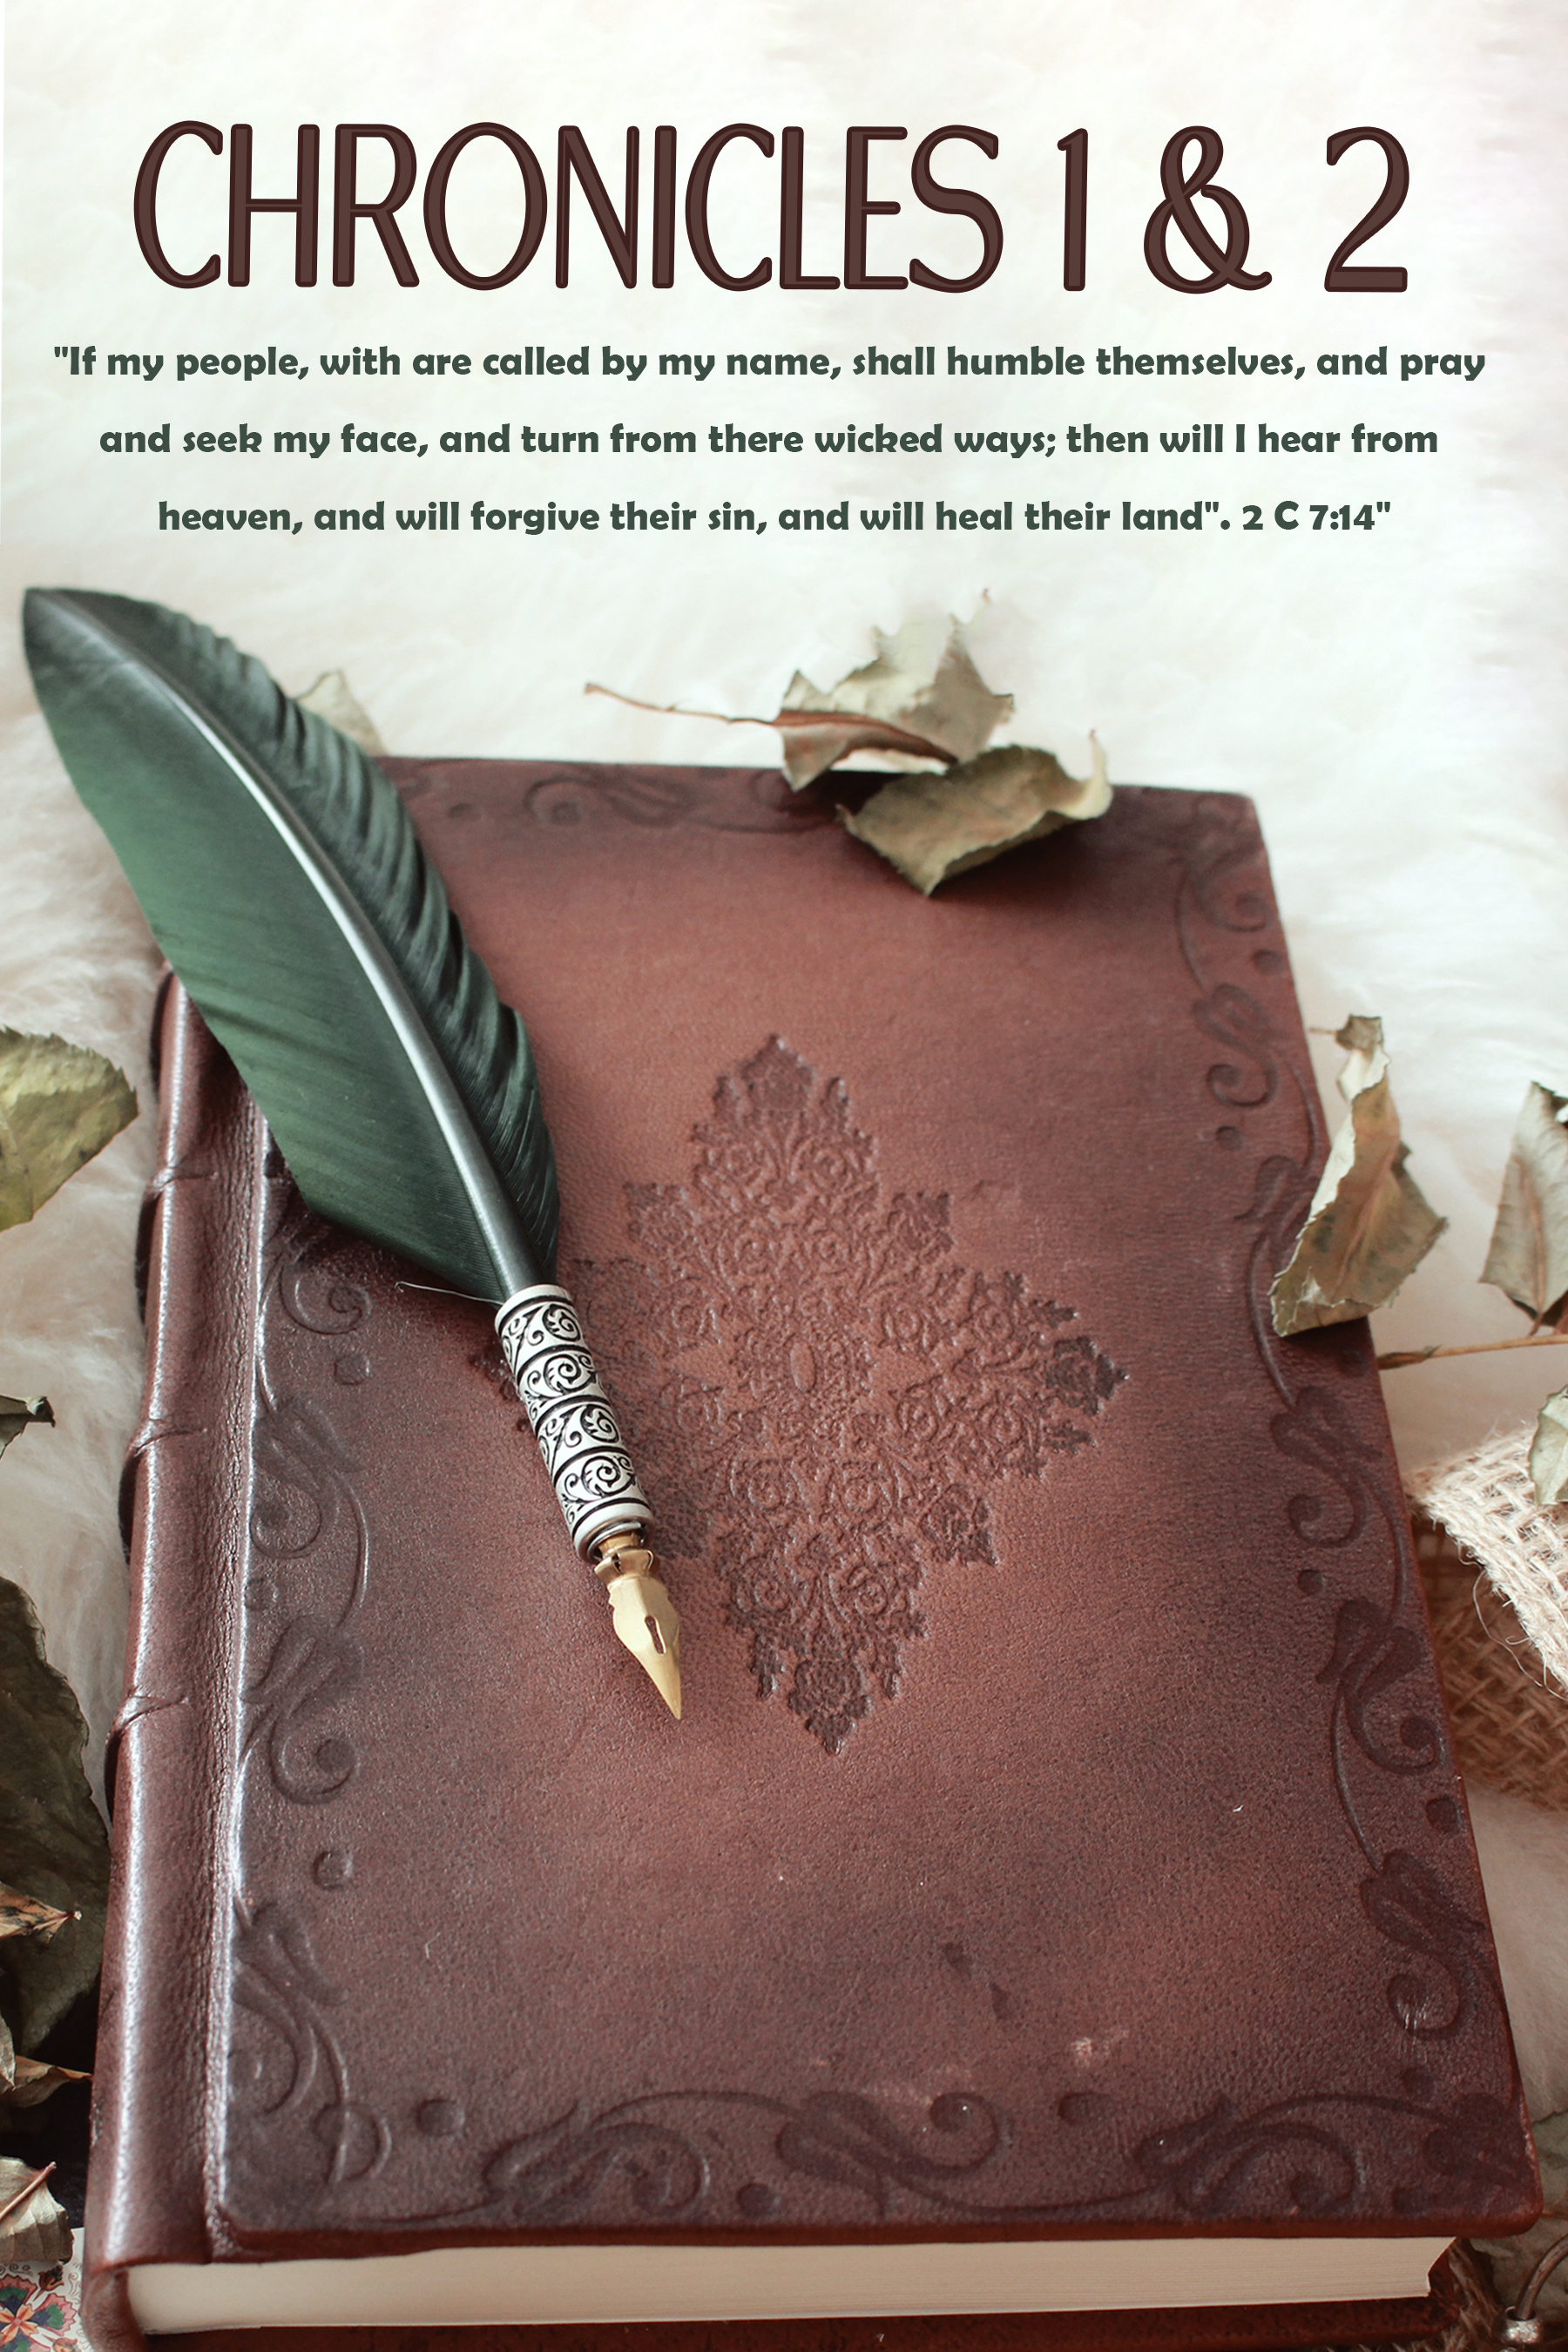 CHRONICLES 1 & 2
"If my people, with are called by my name, shall humble themselves, and pray
and seek my face, and turn from there wicked ways; then will I hear from
heaven, and will forgive their sin, and will heal their land". 2 C 7:14"